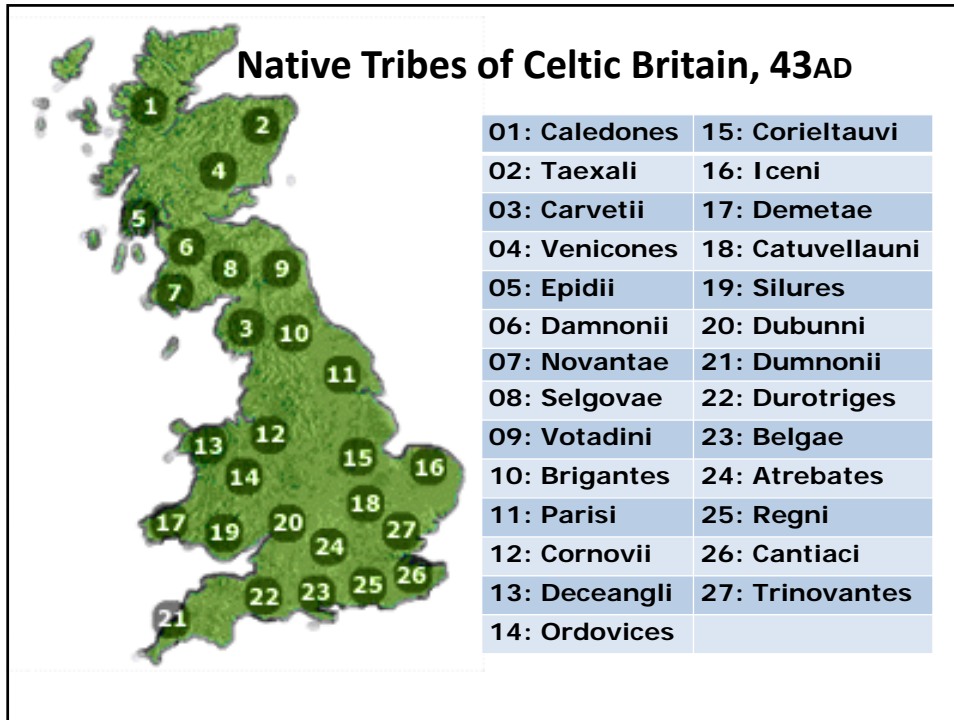 Native Tribes of Celtic Britain, 43AD
1
2
4
5
6
8
9
7
3
10
11
12
13
15
16
14
18
17
19
20
27
24
26
25
23
22
21
01: Caledones 15: Corieltauvi
02: Taexali 16: Iceni
03: Carvetii 17: Demetae
04: Venicones 18: Catuvellauni
05: Epidii 19: Silures
06: Damnonii 20: Dubunni
07: Novantae 21: Dumnonii
08: Selgovae 22: Durotriges
09: Votadini 23: Belgae
10: Brigantes 24: Atrebates
11: Parisi 25: Regni
12: Cornovii 26: Cantiaci
13: Deceangli 27: Trinovantes
14: Ordovices